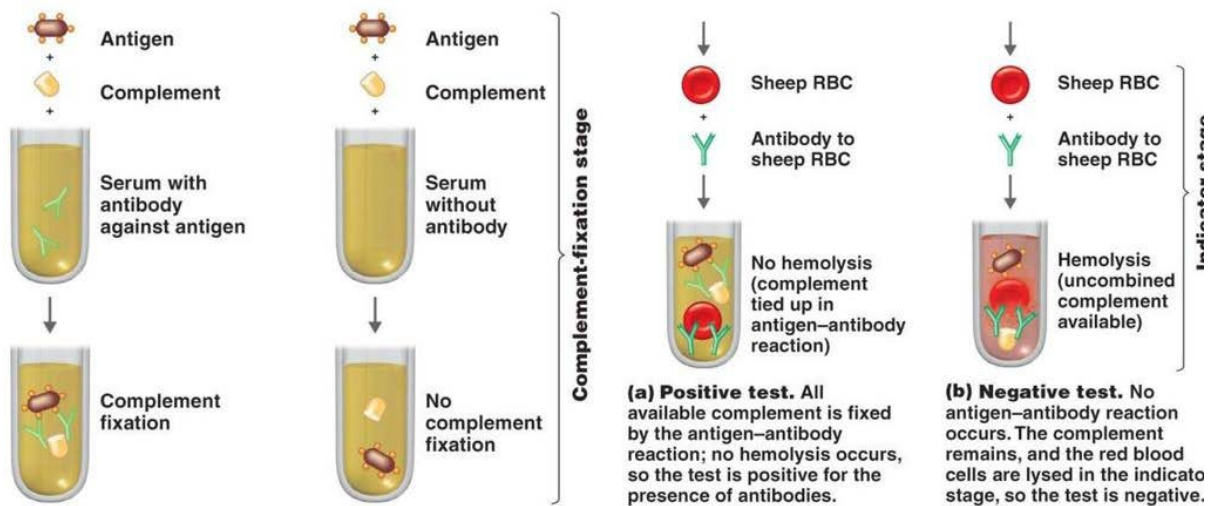 Antigen
+
Complement
+
Serum with
antibody
against antigen
Complement
fixation
Antigen
+
Complement
+
Serum
without
antibody
No
complement
fixation
Complement-fixation stage
Sheep RBC
+
Antibody to
sheep RBC
No hemolysis
(complement
tied up in
antigen–antibody
reaction)
(a) Positive test. All
available complement is fixed
by the antigen–antibody
reaction; no hemolysis occurs,
so the test is positive for the
presence of antibodies.
Sheep RBC
+
Antibody to
sheep RBC
Hemolysis
(uncombined
complement
available)
(b) Negative test. No
antigen–antibody reaction
occurs. The complement
remains, and the red blood
cells are lysed in the indicato
stage, so the test is negative.
Indicator stage